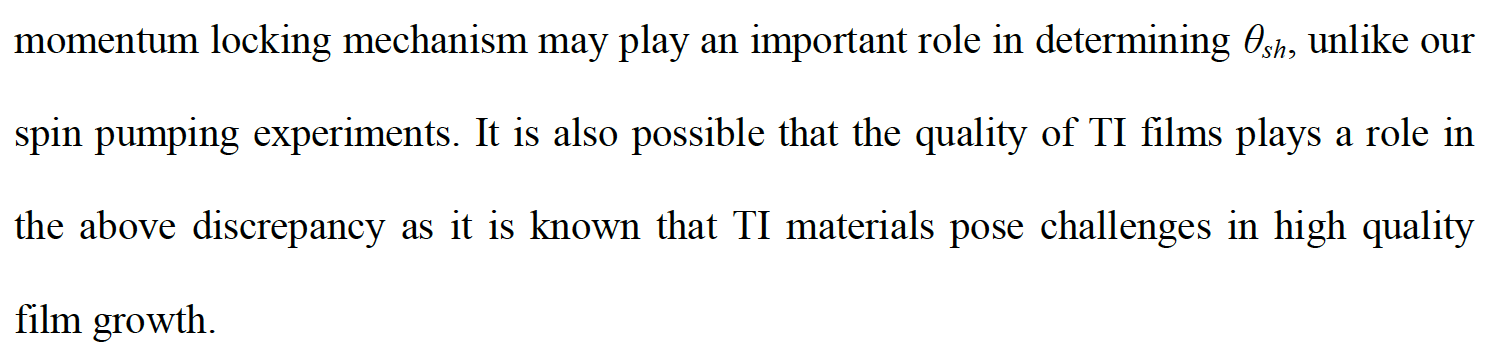 momentum locking mechanism may play an important role in determining θsh, unlike our
spin pumping experiments. It is also possible that the quality of TI films plays a role in
the above discrepancy as it is known that TI materials pose challenges in high quality
film growth.